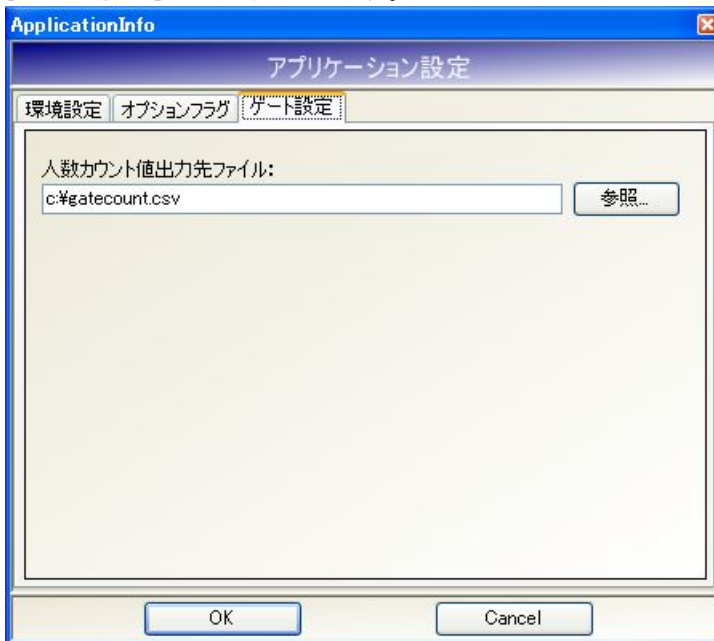 ApplicationInfo
アプリケーション設定
環境設定 オプションフラグ ゲート設定
人数カウント値出力先ファイル:
c:¥gatecount.csv 参照...
OK Cancel